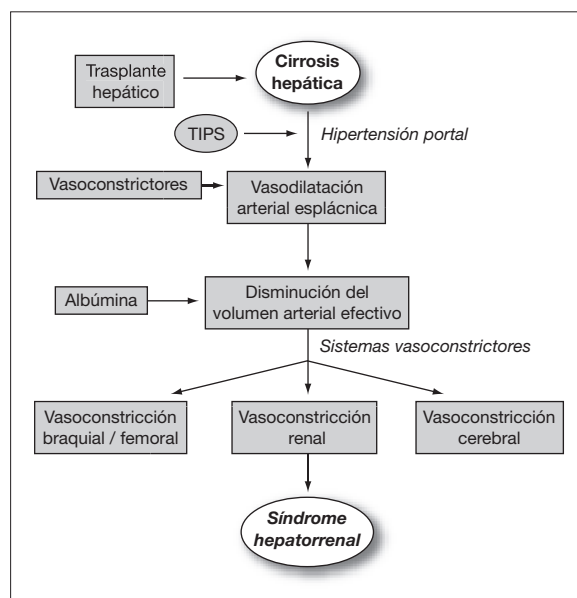 Cirrosis
hepática
Trasplante
hepático
TIPS
Hipertensión portal
Vasoconstrictores
Vasodilatación
arterial esplácnica
Albúmina
Disminución del
volumen arterial efectivo
Sistemas vasoconstrictores
Vasoconstricción
braquial / femoral
Vasoconstricción
renal
Vasoconstricción
cerebral
Síndrome
hepatorrenal